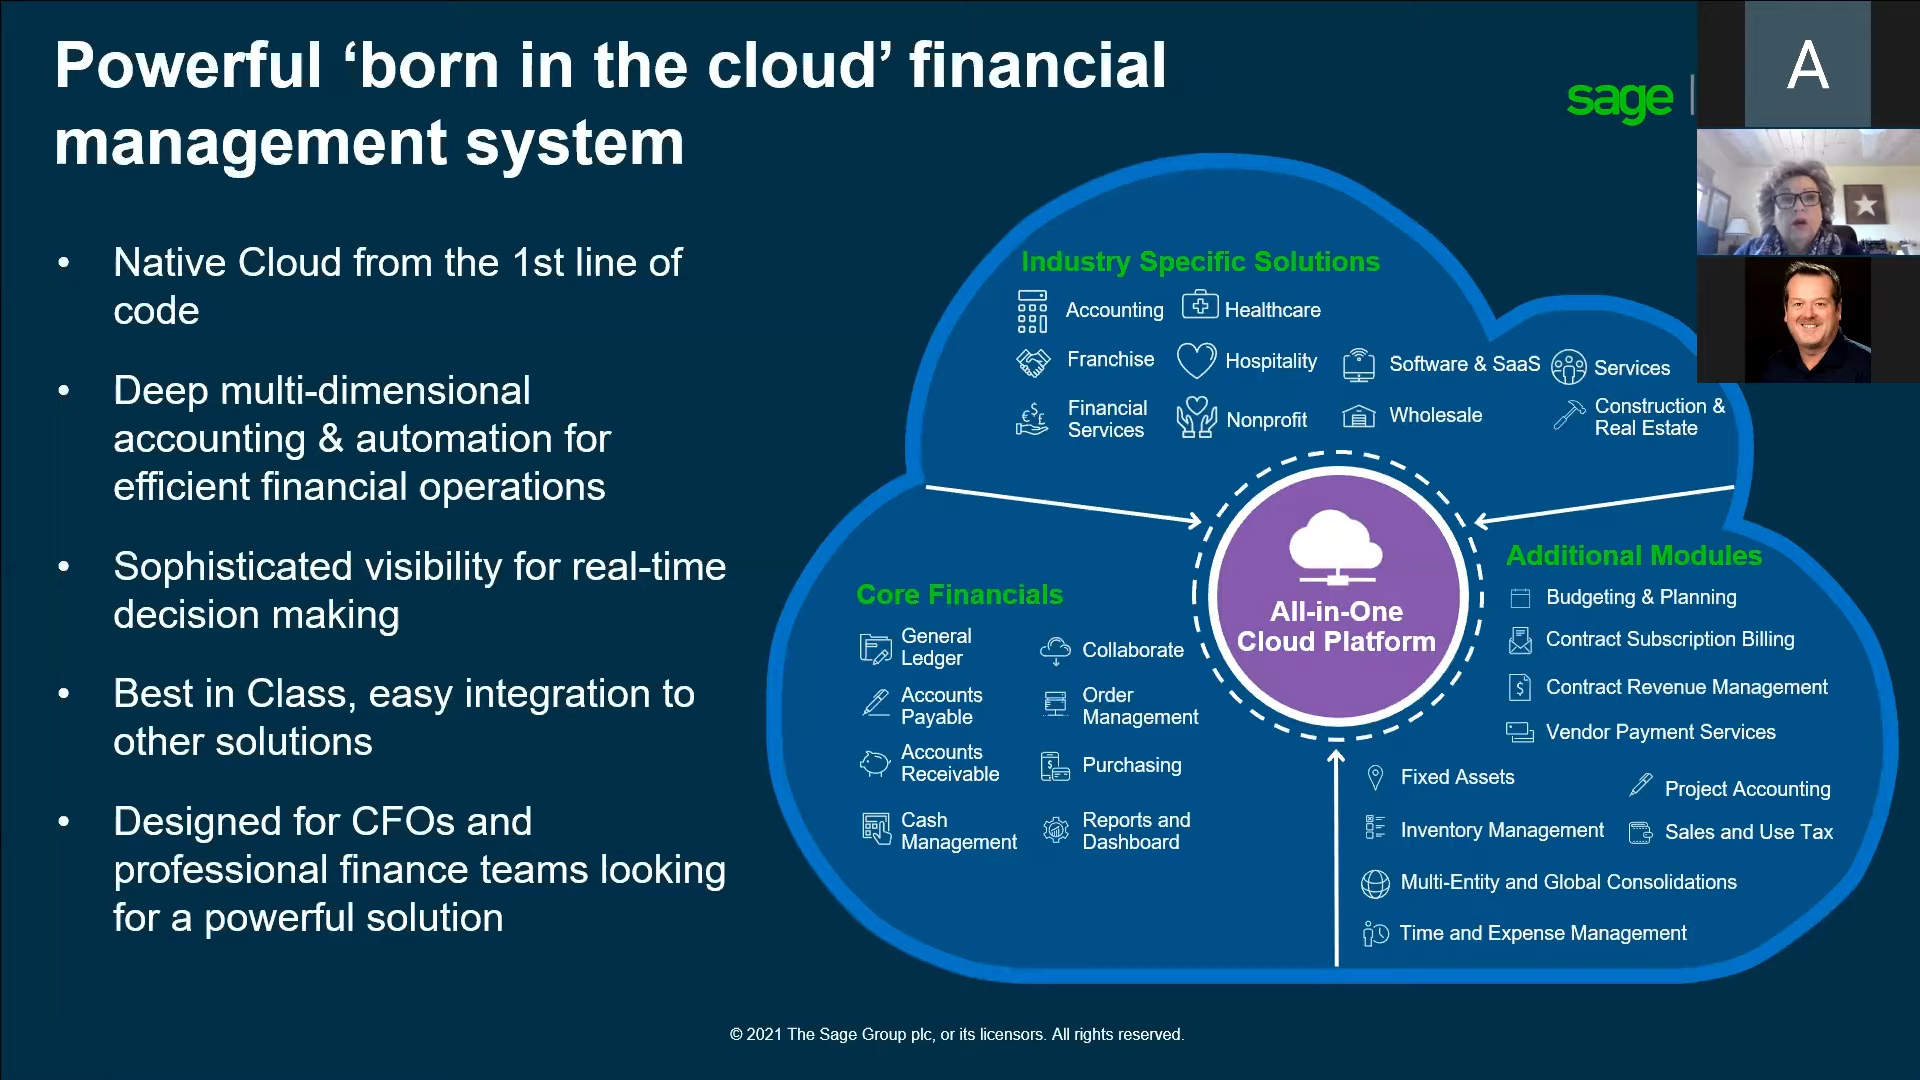 Powerful ‘born in the cloud’ financial
management system
sage
A
• Native Cloud from the 1st line of
code
• Deep multi-dimensional
accounting & automation for
efficient financial operations
• Sophisticated visibility for real-time
decision making
• Best in Class, easy integration to
other solutions
• Designed for CFOs and
professional finance teams looking
for a powerful solution
Industry Specific Solutions
Accounting
Healthcare
Franchise
Hospitality
Software & SaaS
Services
Financial
Services
Nonprofit
Wholesale
Construction &
Real Estate
All-in-One
Cloud Platform
Core Financials
General
Ledger
Collaborate
Accounts
Payable
Order
Management
Accounts
Receivable
Purchasing
Cash
Management
Reports and
Dashboard
Additional Modules
Budgeting & Planning
Contract Subscription Billing
Contract Revenue Management
Vendor Payment Services
Fixed Assets
Project Accounting
Inventory Management
Sales and Use Tax
Multi-Entity and Global Consolidations
Time and Expense Management
© 2021 The Sage Group plc, or its licensors. All rights reserved.